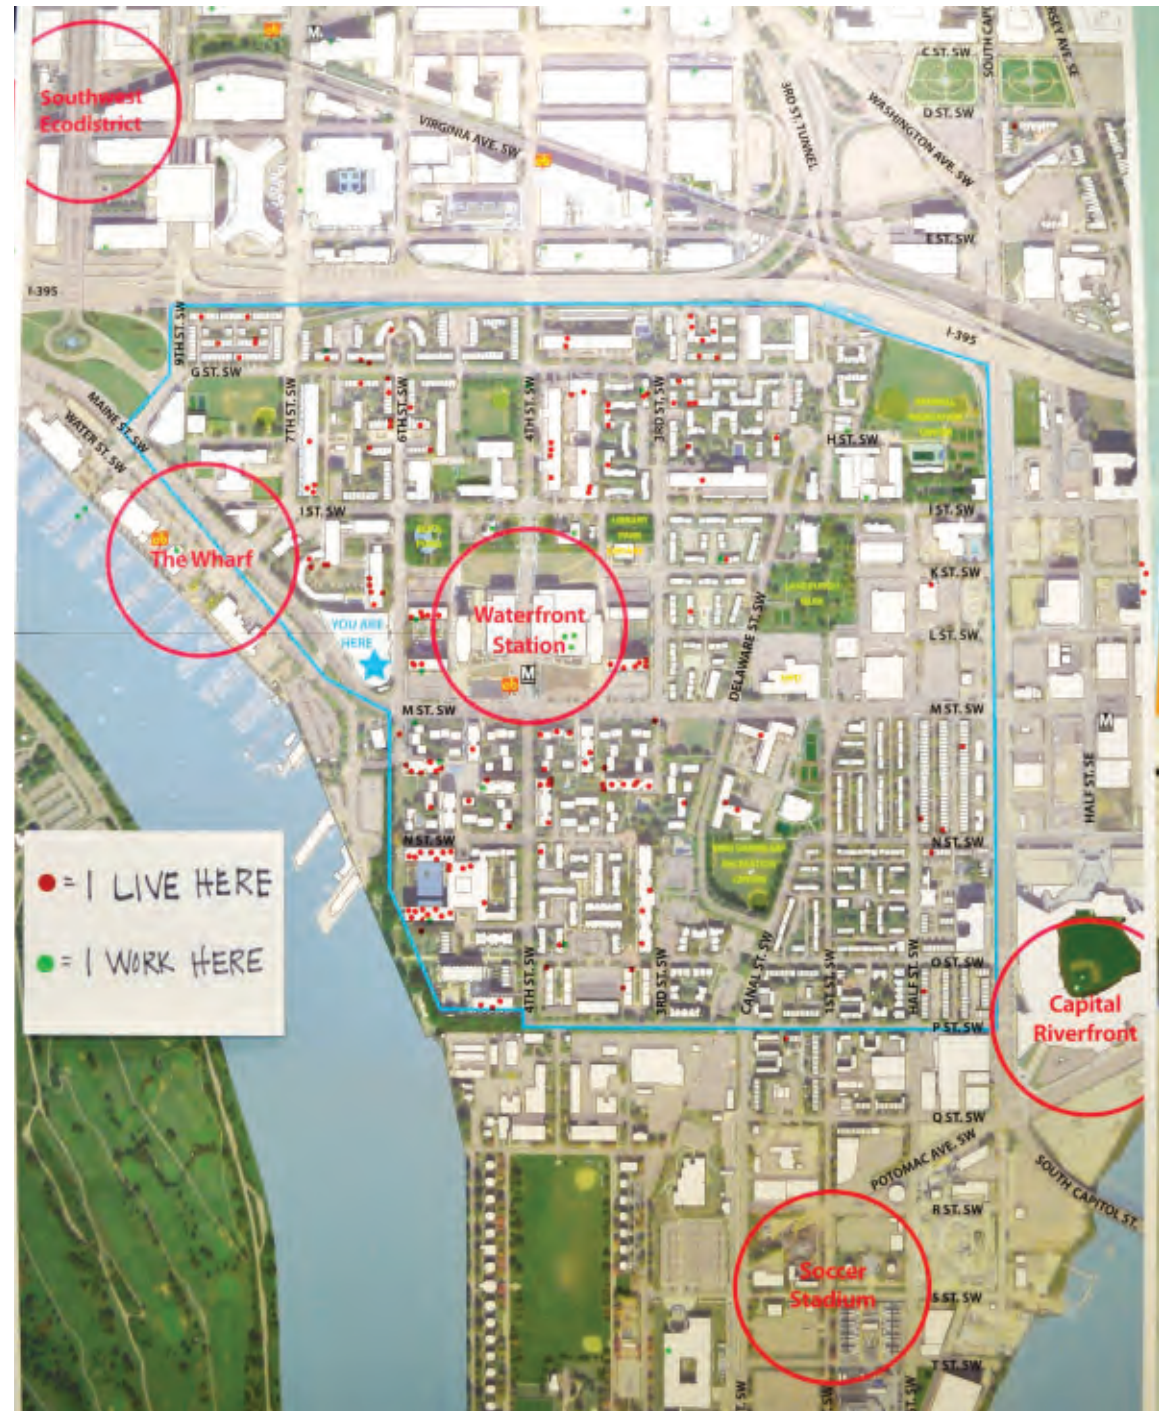 C ST. SW
D ST. SW
WASHINGTON AVE. SW
3RD ST. TUNNEL
Southwest
Ecodistrict
VIRGINIA AVE. SW
M
E ST. SW
I-395
I-395
9TH ST. SW
G ST. SW
MAINE ST. SW
WATER ST. SW
7TH ST. SW
6TH ST. SW
4TH ST. SW
3RD ST. SW
H ST. SW
I ST. SW
I ST. SW
The Wharf
K ST. SW
LIBRARY
PARK
YOU ARE
HERE
Waterfront
Station
M
L ST. SW
DELAWARE ST. SW
M ST. SW
M ST. SW
M
HALF ST. SE
N ST. SW
N ST. SW
RECREATION
CENTER
= I LIVE HERE
= I WORK HERE
4TH ST. SW
3RD ST. SW
CANAL ST. SW
1ST ST. SW
HALF ST. SW
O ST. SW
P ST. SW
Capital
Riverfront
Q ST. SW
POTOMAC AVE. SW
SOUTH CAPITOL ST.
R ST. SW
Soccer
Stadium
S ST. SW
T ST. SW